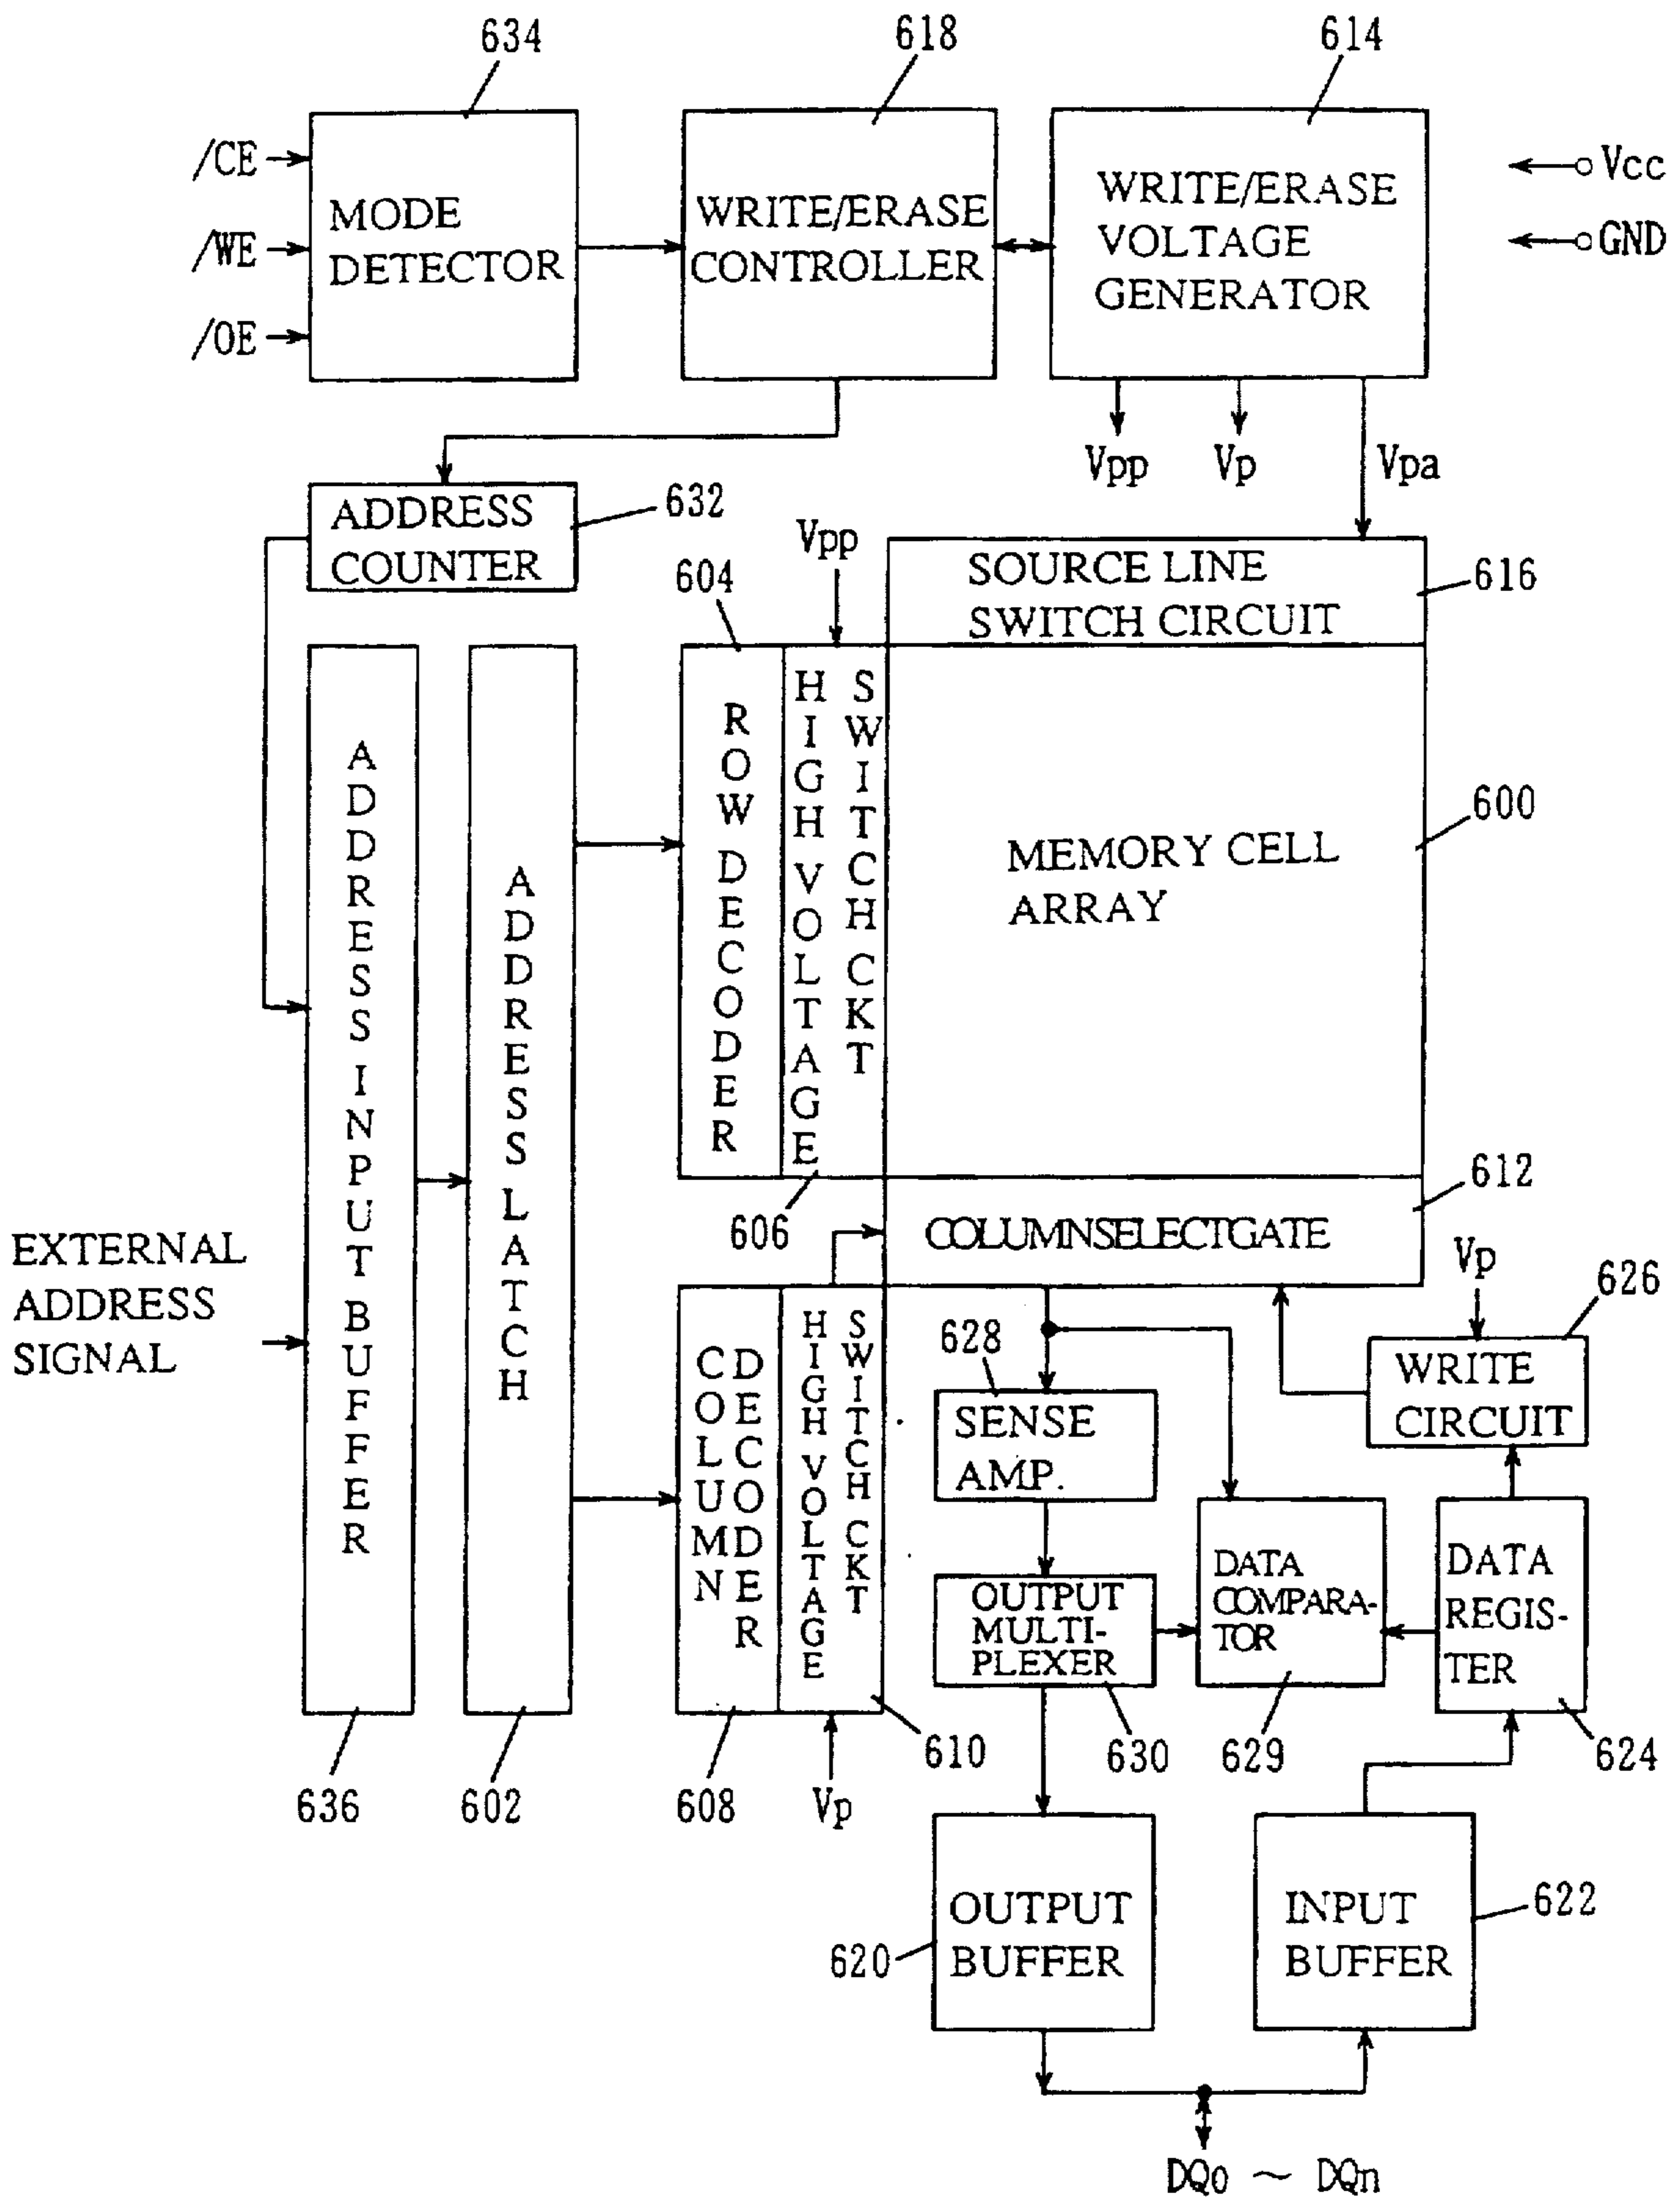 634
618
614
/CE
/WE
/OE
MODE
DETECTOR
WRITE/ERASE
CONTROLLER
WRITE/ERASE
VOLTAGE
GENERATOR
Vcc
GND
Vpp
Vp
Vpa
ADDRESS
COUNTER
632
604
Vpp
SOURCE LINE
SWITCH CIRCUIT
616
ADDRESS INPUT BUFFER
ADDRESS LATCH
ROW DECODER
HIGH VOLTAGE
SWITCH CKT
MEMORY CELL
ARRAY
600
606
COLUMN SELECT GATE
612
EXTERNAL
ADDRESS
SIGNAL
COLUMN
DECODER
HIGH VOLTAGE
SWITCH CKT
628
SENSE
AMP.
Vp
626
WRITE
CIRCUIT
OUTPUT
MULTI-
PLEXER
DATA
COMPARA-
TOR
DATA
REGIS-
TER
636
602
608
Vp
610
630
629
624
OUTPUT
BUFFER
620
INPUT
BUFFER
622
DQ0 ~ DQn